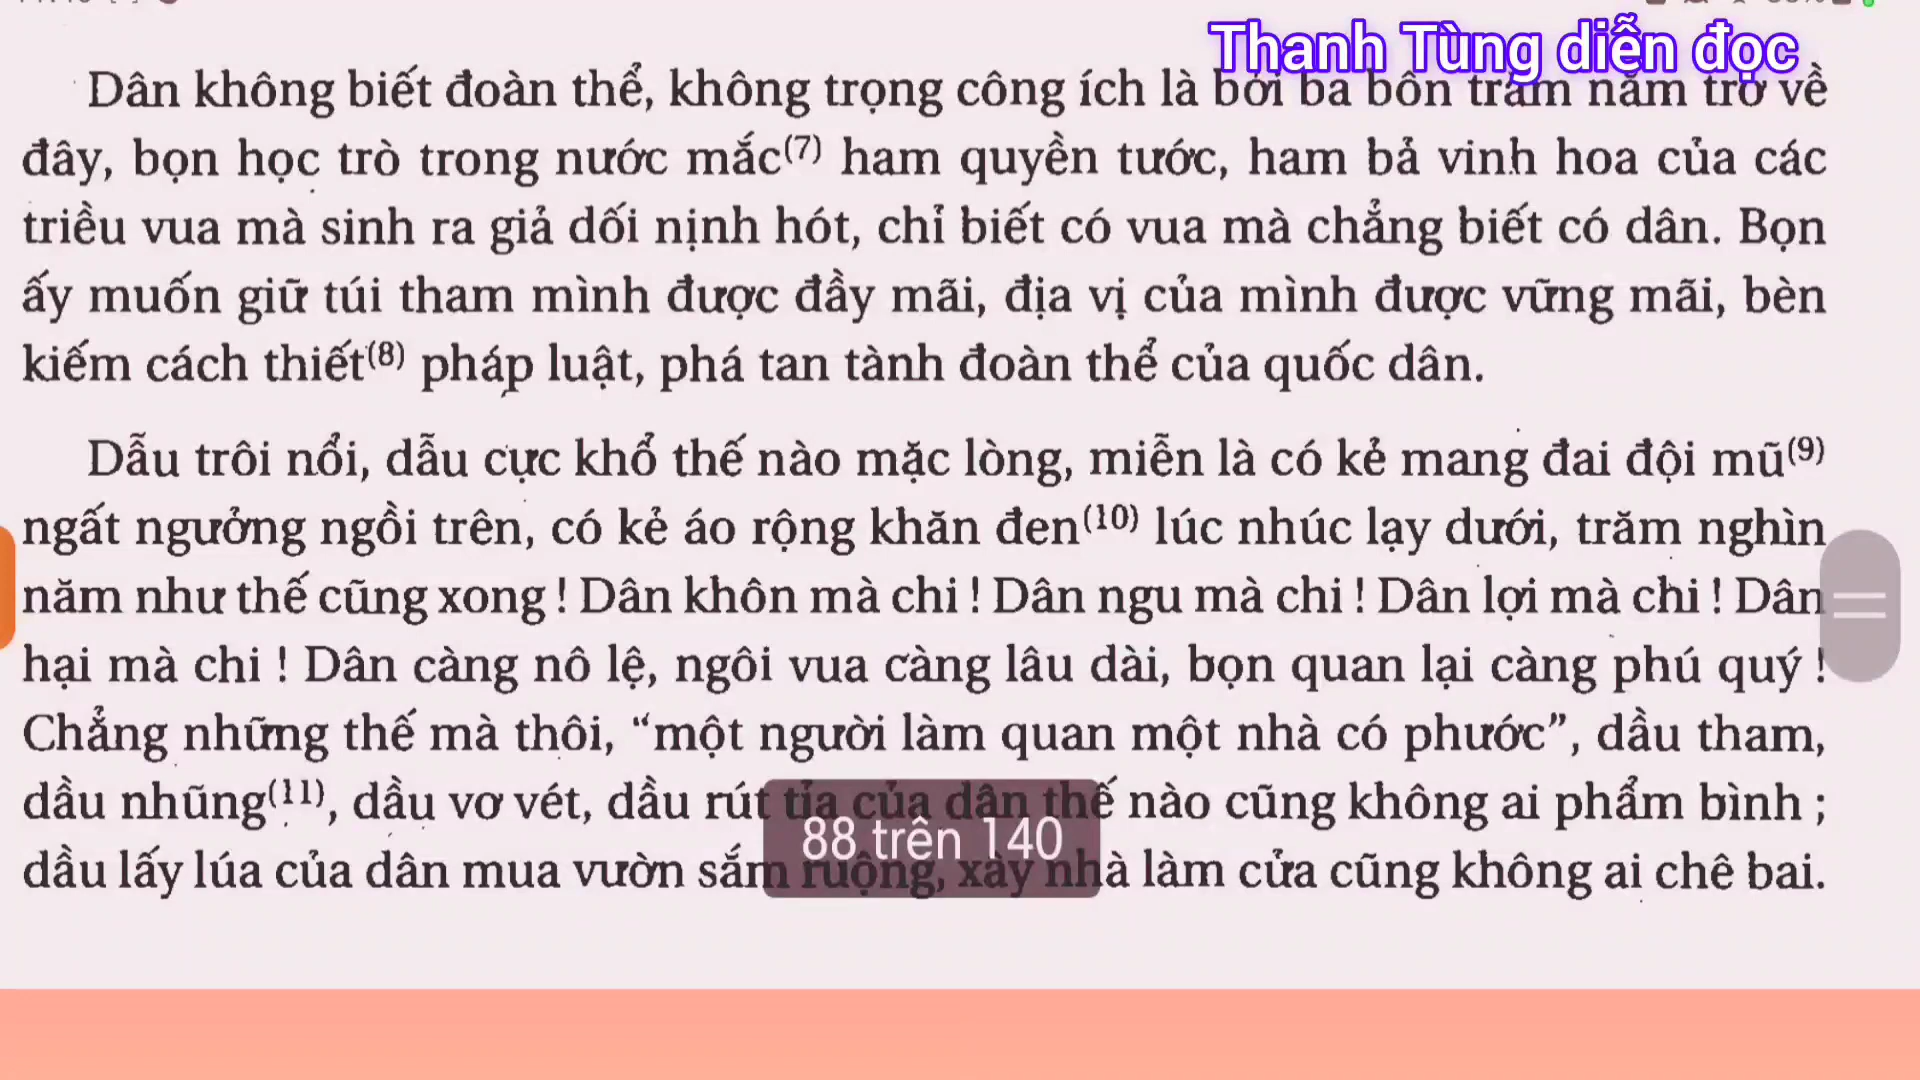 Thanh Tùng diễn đọc
Dân không biết đoàn thể, không trọng công ích là bởi ba bốn trăm năm trở về
đây, bọn học trò trong nước mắc(7) ham quyền tước, ham bả vinh hoa của các
triều vua mà sinh ra giả dối nịnh hót, chỉ biết có vua mà chẳng biết có dân. Bọn
ấy muốn giữ túi tham mình được đầy mãi, địa vị của mình được vững mãi, bèn
kiếm cách thiết(8) pháp luật, phá tan tành đoàn thể của quốc dân.
Dẫu trôi nổi, dẫu cực khổ thế nào mặc lòng, miễn là có kẻ mang đai đội mũ(9)
ngất ngưởng ngồi trên, có kẻ áo rộng khăn đen(10) lúc nhúc lạy dưới, trăm nghìn
năm như thế cũng xong ! Dân khôn mà chi ! Dân ngu mà chi ! Dân lợi mà chi ! Dân
hại mà chi ! Dân càng nô lệ, ngôi vua càng lâu dài, bọn quan lại càng phú quý !
Chẳng những thế mà thôi, “một người làm quan một nhà có phước”, dầu tham,
dầu nhũng(11), dầu vơ vét, dầu rút tỉa của dân thế nào cũng không ai phẩm bình ;
88 trên 140
dầu lấy lúa của dân mua vườn sắm ruộng, xây nhà làm cửa cũng không ai chê bai.